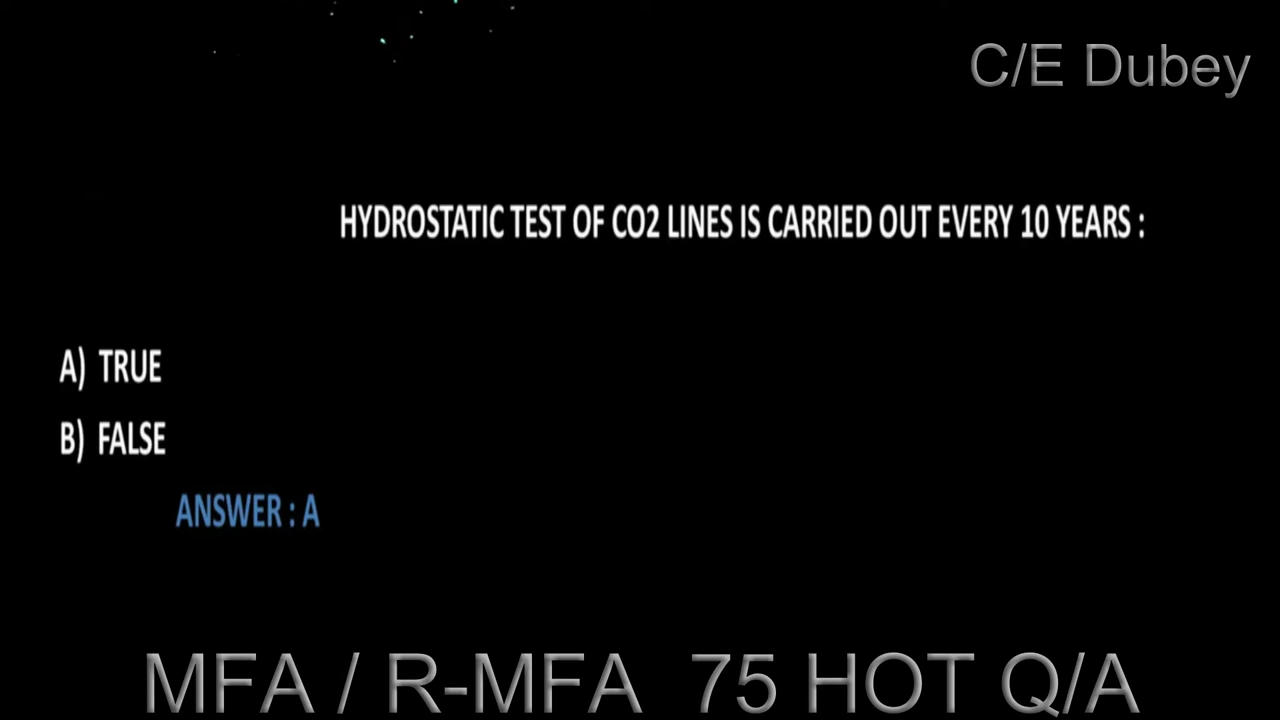 C/E Dubey
HYDROSTATIC TEST OF CO2 LINES IS CARRIED OUT EVERY 10 YEARS :
A) TRUE
B) FALSE
ANSWER : A
MFA / R-MFA 75 HOT Q/A